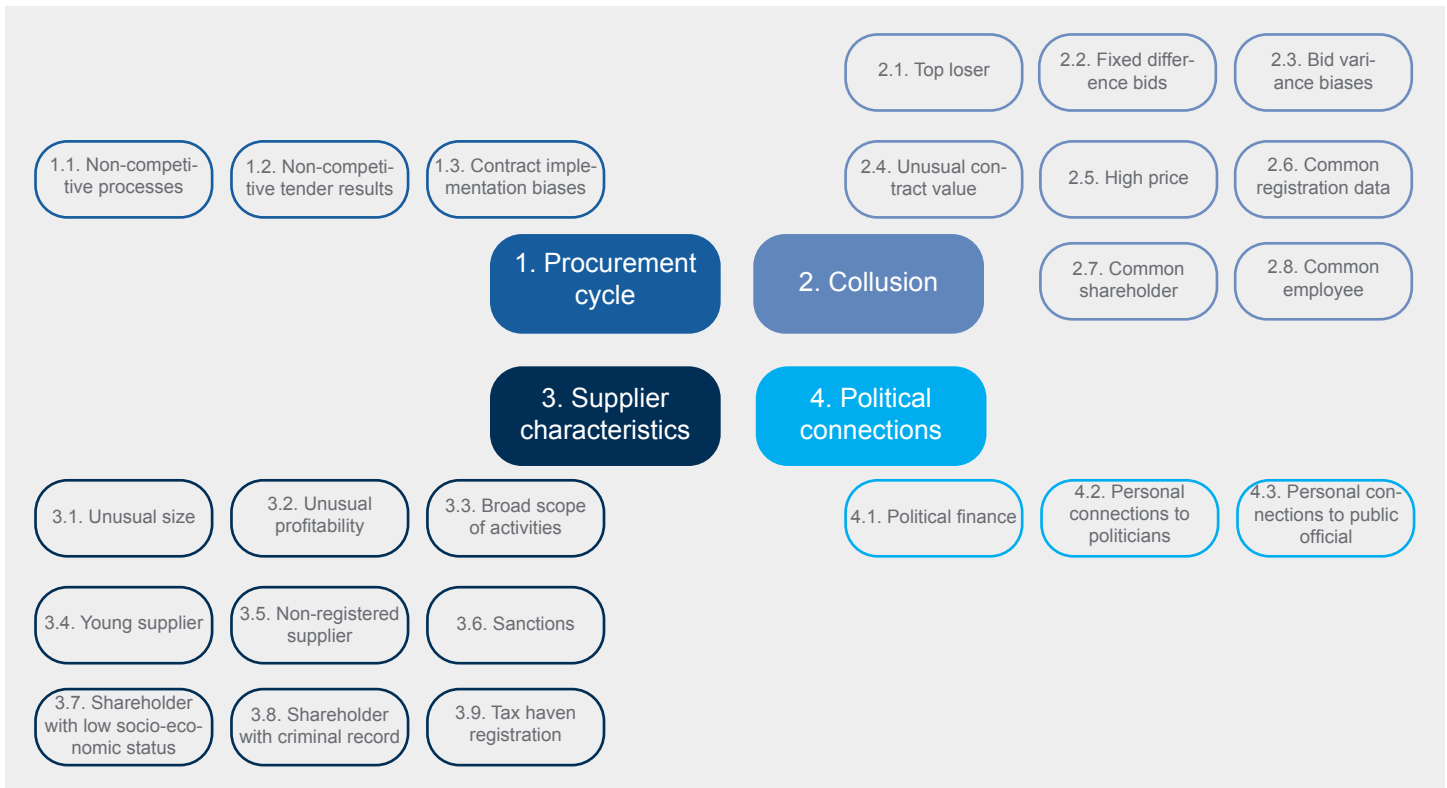 1. Procurement
cycle
1.1. Non-competi-
tive processes
1.2. Non-competi-
tive tender results
1.3. Contract imple-
mentation biases
2. Collusion
2.1. Top loser
2.2. Fixed differ-
ence bids
2.3. Bid vari-
ance biases
2.4. Unusual con-
tract value
2.5. High price
2.6. Common
registration data
2.7. Common
shareholder
2.8. Common
employee
3. Supplier
characteristics
3.1. Unusual size
3.2. Unusual
profitability
3.3. Broad scope
of activities
3.4. Young supplier
3.5. Non-registered
supplier
3.6. Sanctions
3.7. Shareholder
with low socio-eco-
nomic status
3.8. Shareholder
with criminal record
3.9. Tax haven
registration
4. Political
connections
4.1. Political finance
4.2. Personal
connections to
politicians
4.3. Personal con-
nections to public
official